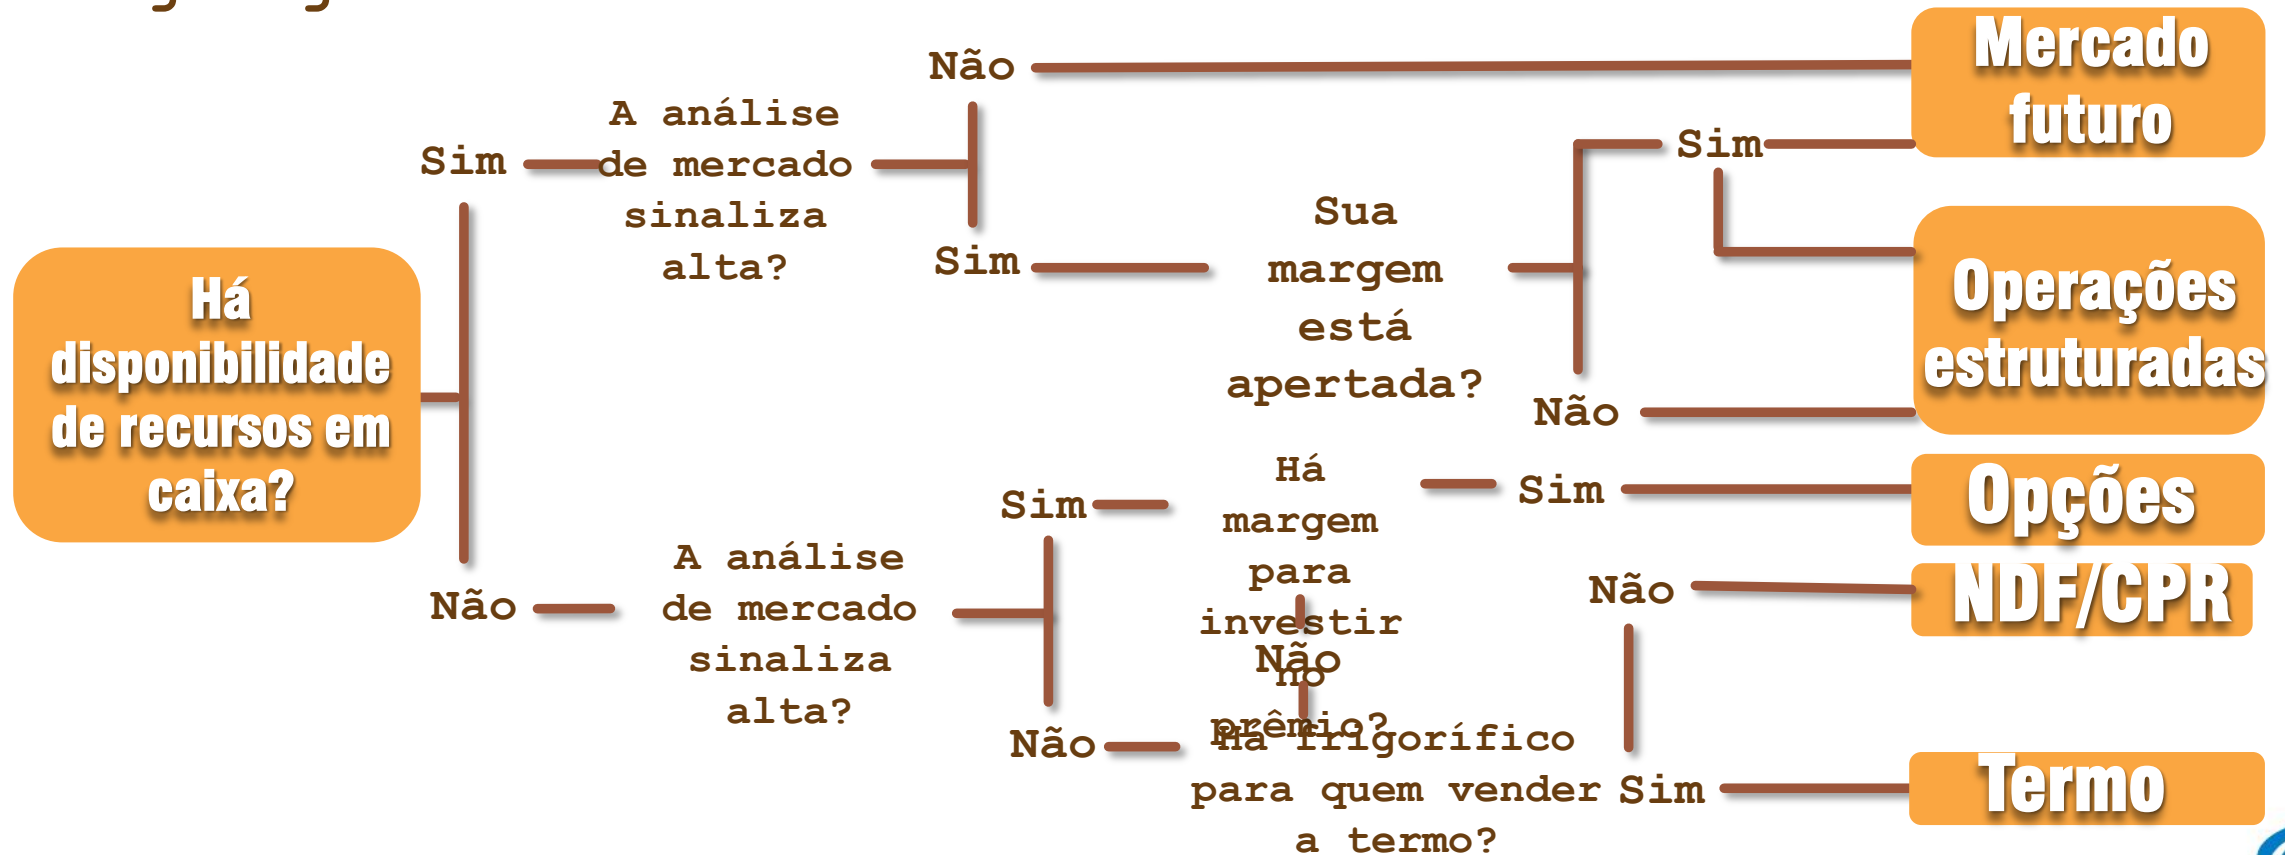 Há
disponibilidade
de recursos em
caixa?
Sim
A análise
de mercado
sinaliza
alta?
Não
Sim
Sua
margem
está
apertada?
Sim
Não
Mercado
futuro
Operações
estruturadas
Não
A análise
de mercado
sinaliza
alta?
Sim
Não
Há
margem
para
investir
no
prêmio?
Sim
Não
Opções
Há frigorífico
para quem vender
a termo?
Não
Sim
NDF/CPR
Termo